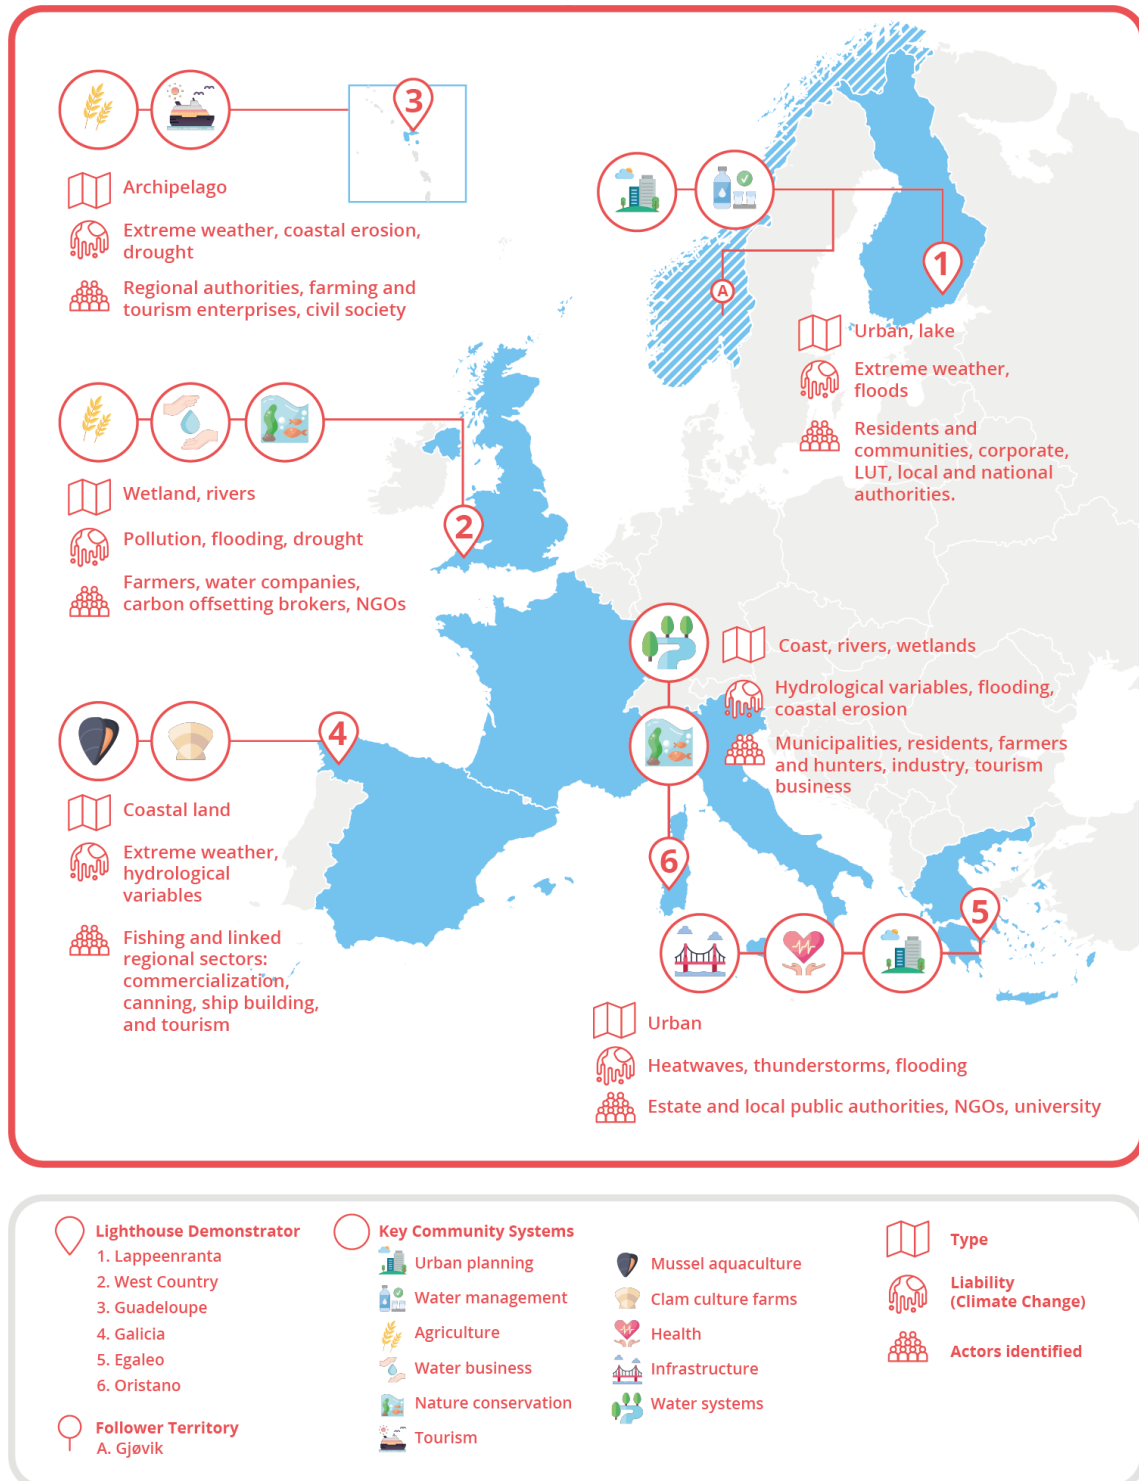 3
Archipelago
Extreme weather, coastal erosion,
drought
Regional authorities, farming and
tourism enterprises, civil society
1
A
Urban, lake
Extreme weather,
floods
Residents and
communities, corporate,
LUT, local and national
authorities.
2
Wetland, rivers
Pollution, flooding, drought
Farmers, water companies,
carbon offsetting brokers, NGOs
Coast, rivers, wetlands
Hydrological variables, flooding,
coastal erosion
Municipalities, residents, farmers
and hunters, industry, tourism
business
4
Coastal land
Extreme weather,
hydrological
variables
Fishing and linked
regional sectors:
commercialization,
canning, ship building,
and tourism
6
5
Urban
Heatwaves, thunderstorms, flooding
Estate and local public authorities, NGOs, university
Lighthouse Demonstrator
1. Lappeenranta
2. West Country
3. Guadeloupe
4. Galicia
5. Egaleo
6. Oristano
Follower Territory
A. Gjøvik
Key Community Systems
Urban planning
Water management
Agriculture
Water business
Nature conservation
Tourism
Mussel aquaculture
Clam culture farms
Health
Infrastructure
Water systems
Type
Liability
(Climate Change)
Actors identified